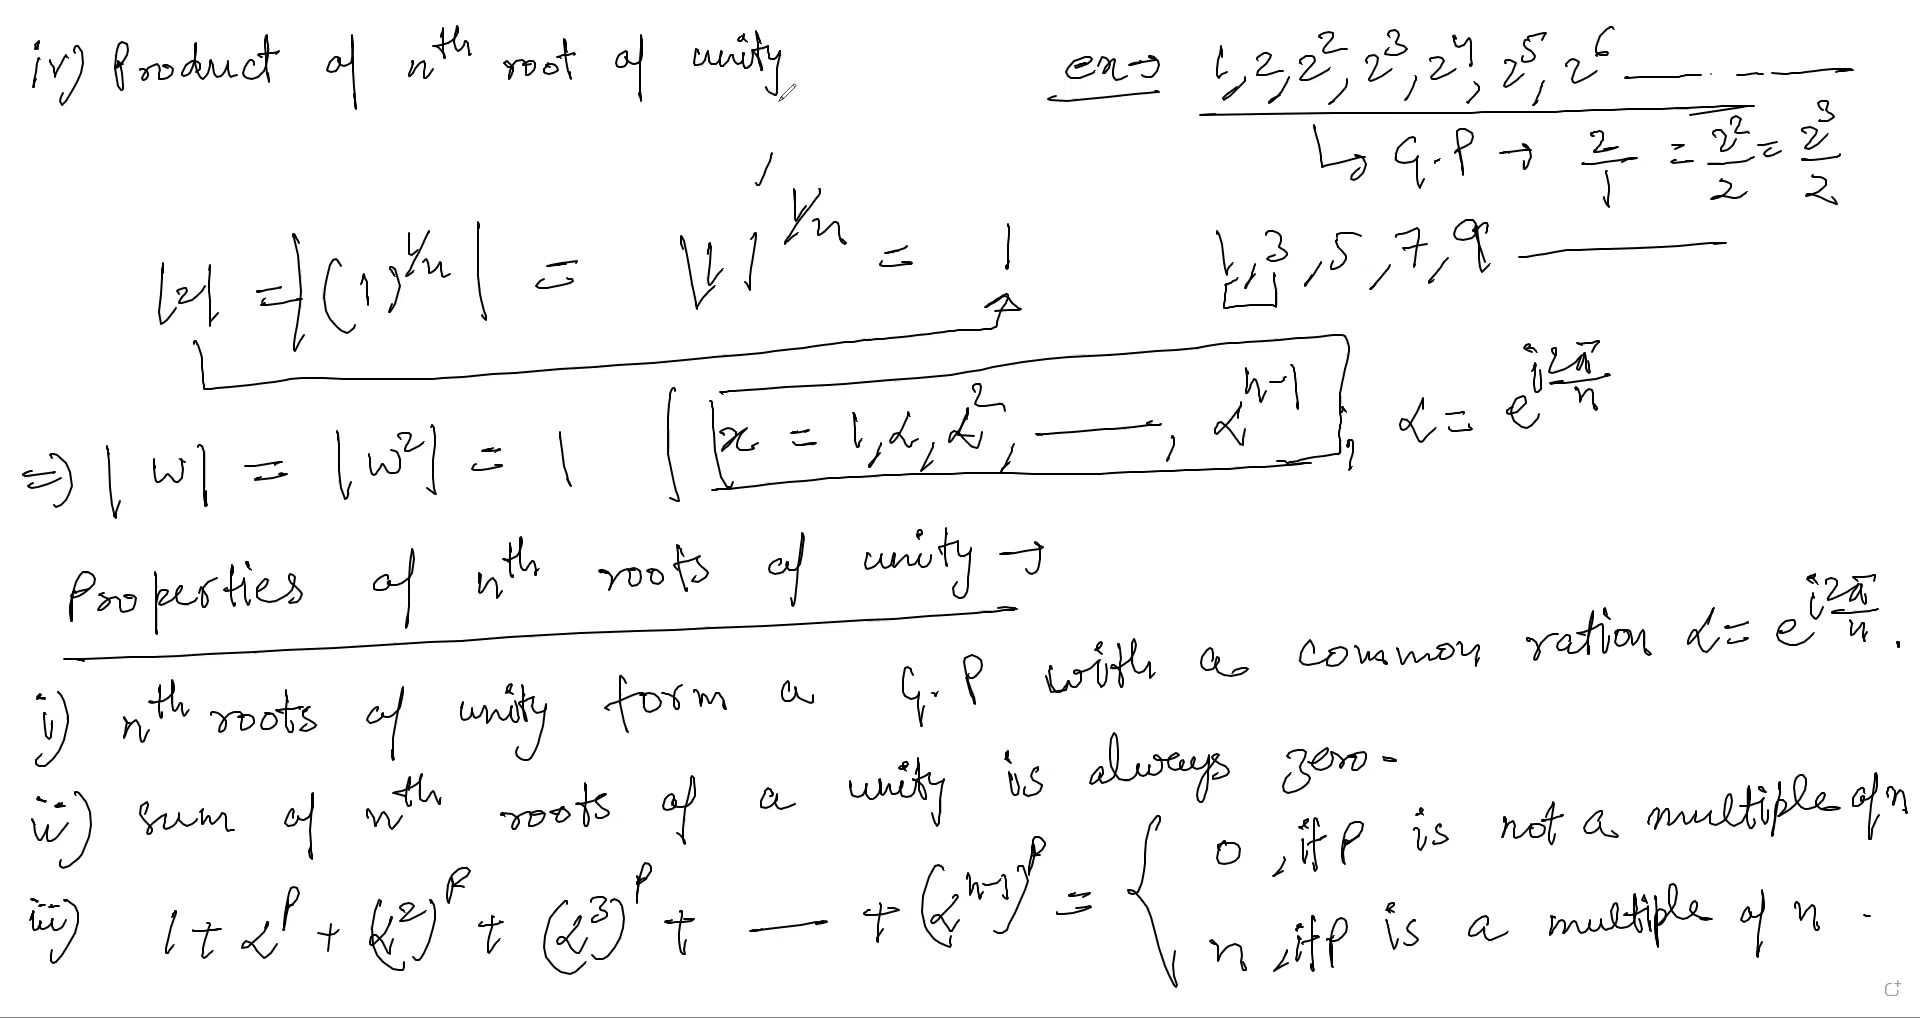 iv) Product of nᵗʰ root of unity
ex→ 1, 2, 2², 2³, 2⁴, 2⁵, 2⁶ — - —
↳ G.P → 2/1 = 2²/2 = 2³/2
1, 3, 5, 7, 9 —
|z| = |(1)^{1/n}| = |1|^{1/n} = 1
⇒ |w| = |w²| = 1
x = 1, α, α², —, αⁿ⁻¹, α = e^{i2π/n}
Properties of nᵗʰ roots of unity →
i) nᵗʰ roots of unity form a G.P with a common ration α = e^{i2π/n}.
ii) sum of nᵗʰ roots of a unity is always zero.
iii) 1 + α^p + (α²)^p + (α³)^p + — + (αⁿ⁻¹)^p = { 0, if p is not a multiple of n
n, if p is a multiple of n.